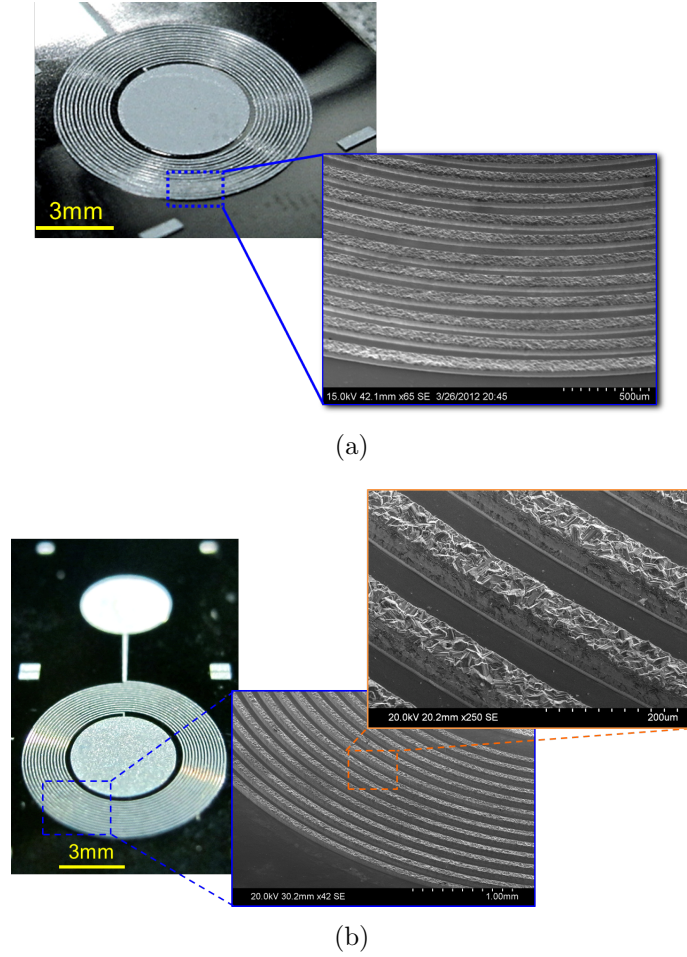 3mm
15.0kV 42.1mm x65 SE 3/26/2012 20:45
500um
(a)
20.0kV 20.2mm x250 SE
200um
3mm
20.0kV 30.2mm x42 SE
1.00mm
(b)